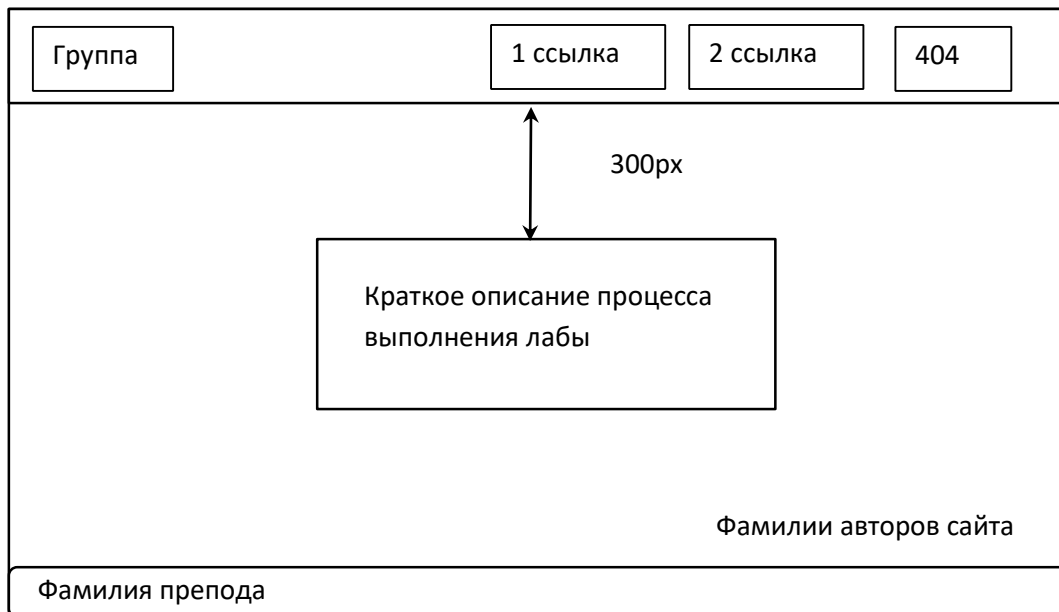 Группа
1 ссылка
2 ссылка
404
300px
Краткое описание процесса
выполнения лабы
Фамилии авторов сайта
Фамилия препода